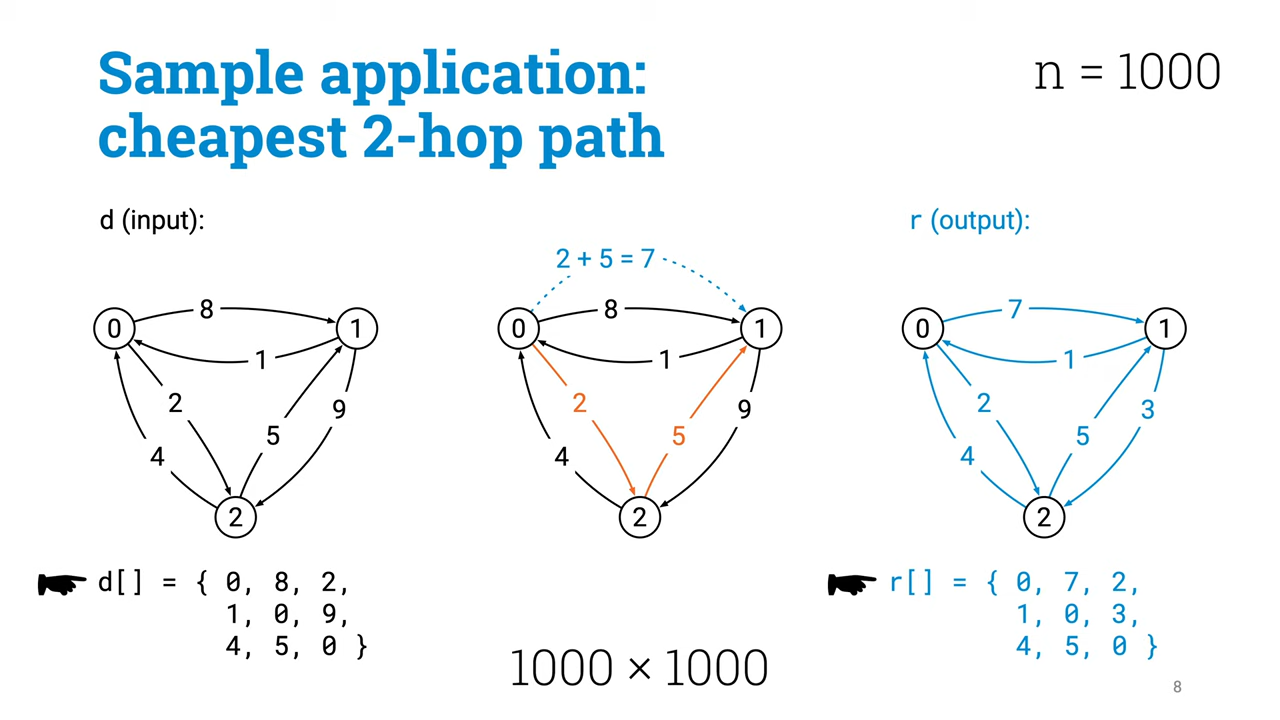 Sample application:
cheapest 2-hop path
n = 1000
d (input):
r (output):
2 + 5 = 7
0
8
1
1
2
9
5
4
2
0
8
1
1
2
9
5
4
2
0
7
1
1
2
3
5
4
2
d[] = { 0, 8, 2,
1, 0, 9,
4, 5, 0 }
r[] = { 0, 7, 2,
1, 0, 3,
4, 5, 0 }
1000 × 1000
8